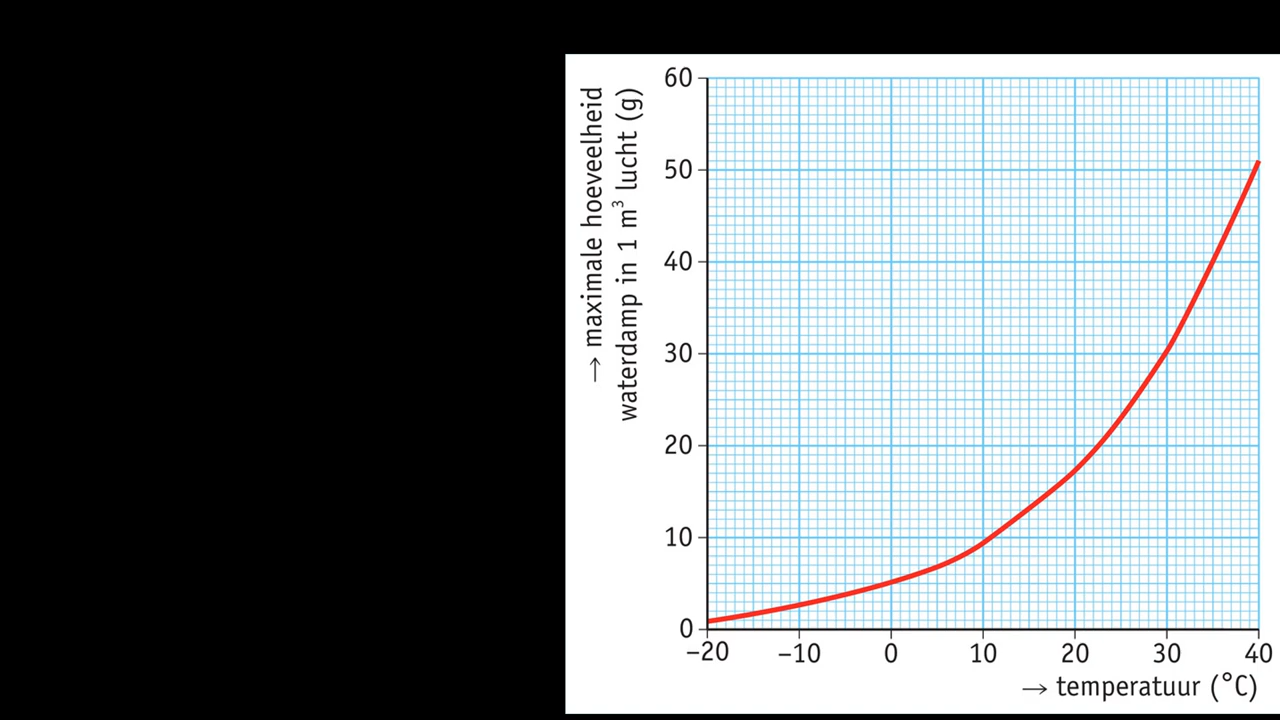 → maximale hoeveelheid
waterdamp in 1 m³ lucht (g)
60
50
40
30
20
10
0
−20 −10 0 10 20 30 40
→ temperatuur (°C)